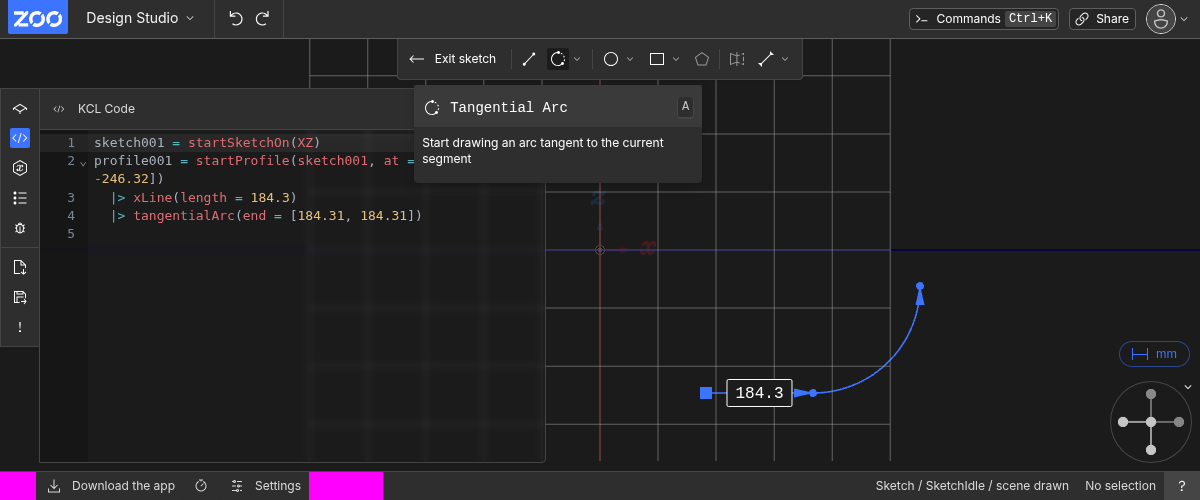 ZOO
Design Studio
Commands Ctrl+K
Share
Exit sketch
KCL Code
Tangential Arc A
Start drawing an arc tangent to the current
segment
1 sketch001 = startSketchOn(XZ)
2 profile001 = startProfile(sketch001, at =
-246.32])
3 |> xLine(length = 184.3)
4 |> tangentialArc(end = [184.31, 184.31])
5
z
x
184.3
mm
Download the app
Settings
Sketch / SketchIdle / scene drawn
No selection
?